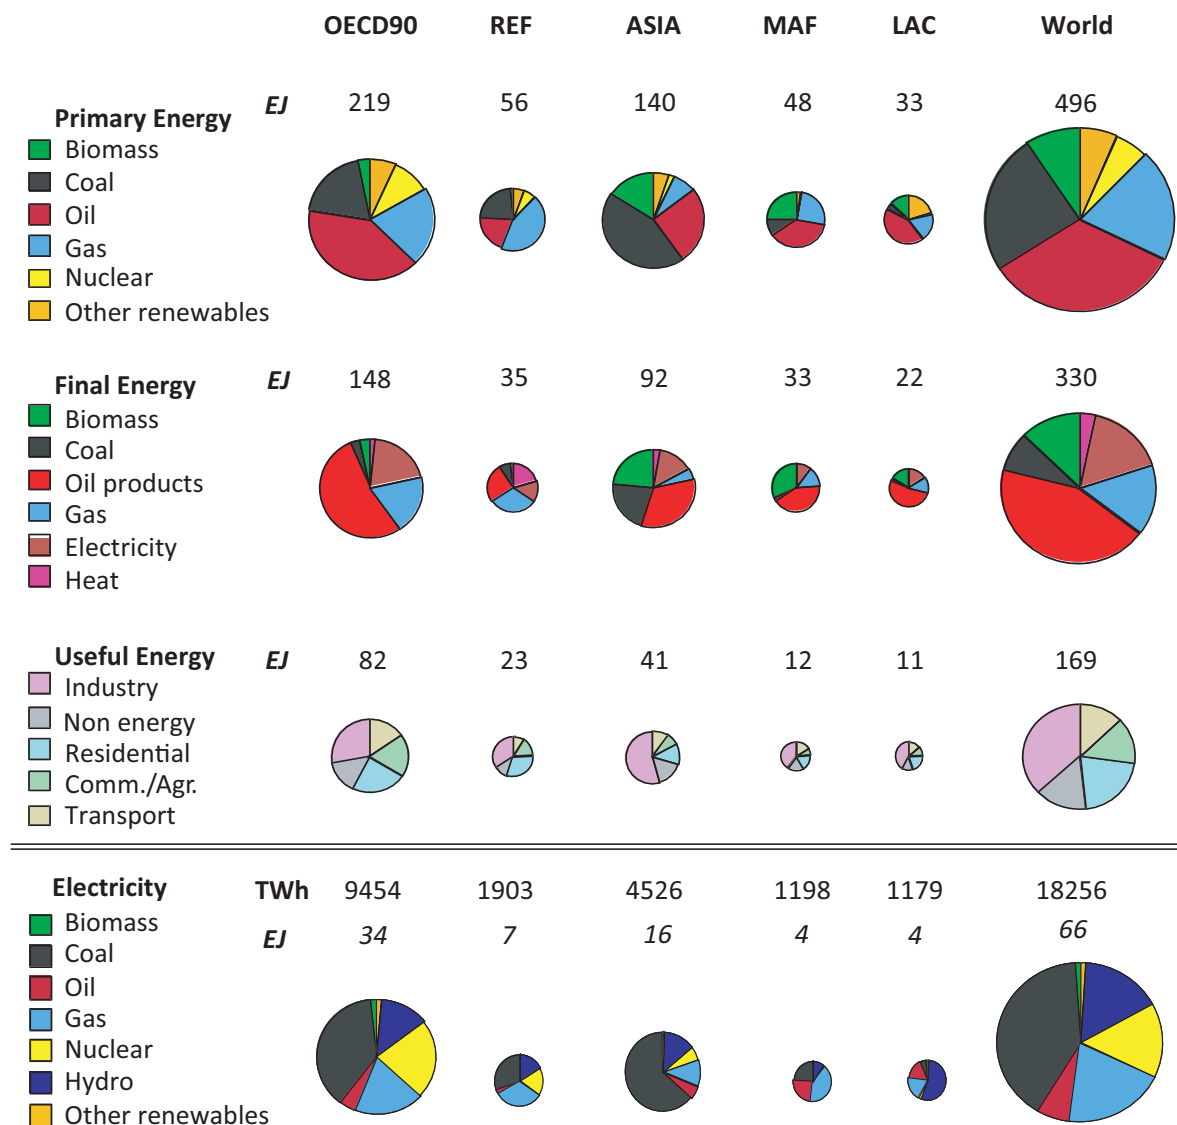 OECD90 REF ASIA MAF LAC World
Primary Energy EJ 219 56 140 48 33 496
Biomass
Coal
Oil
Gas
Nuclear
Other renewables
Final Energy EJ 148 35 92 33 22 330
Biomass
Coal
Oil products
Gas
Electricity
Heat
Useful Energy EJ 82 23 41 12 11 169
Industry
Non energy
Residential
Comm./Agr.
Transport
Electricity TWh 9454 1903 4526 1198 1179 18256
EJ 34 7 16 4 4 66
Biomass
Coal
Oil
Gas
Nuclear
Hydro
Other renewables